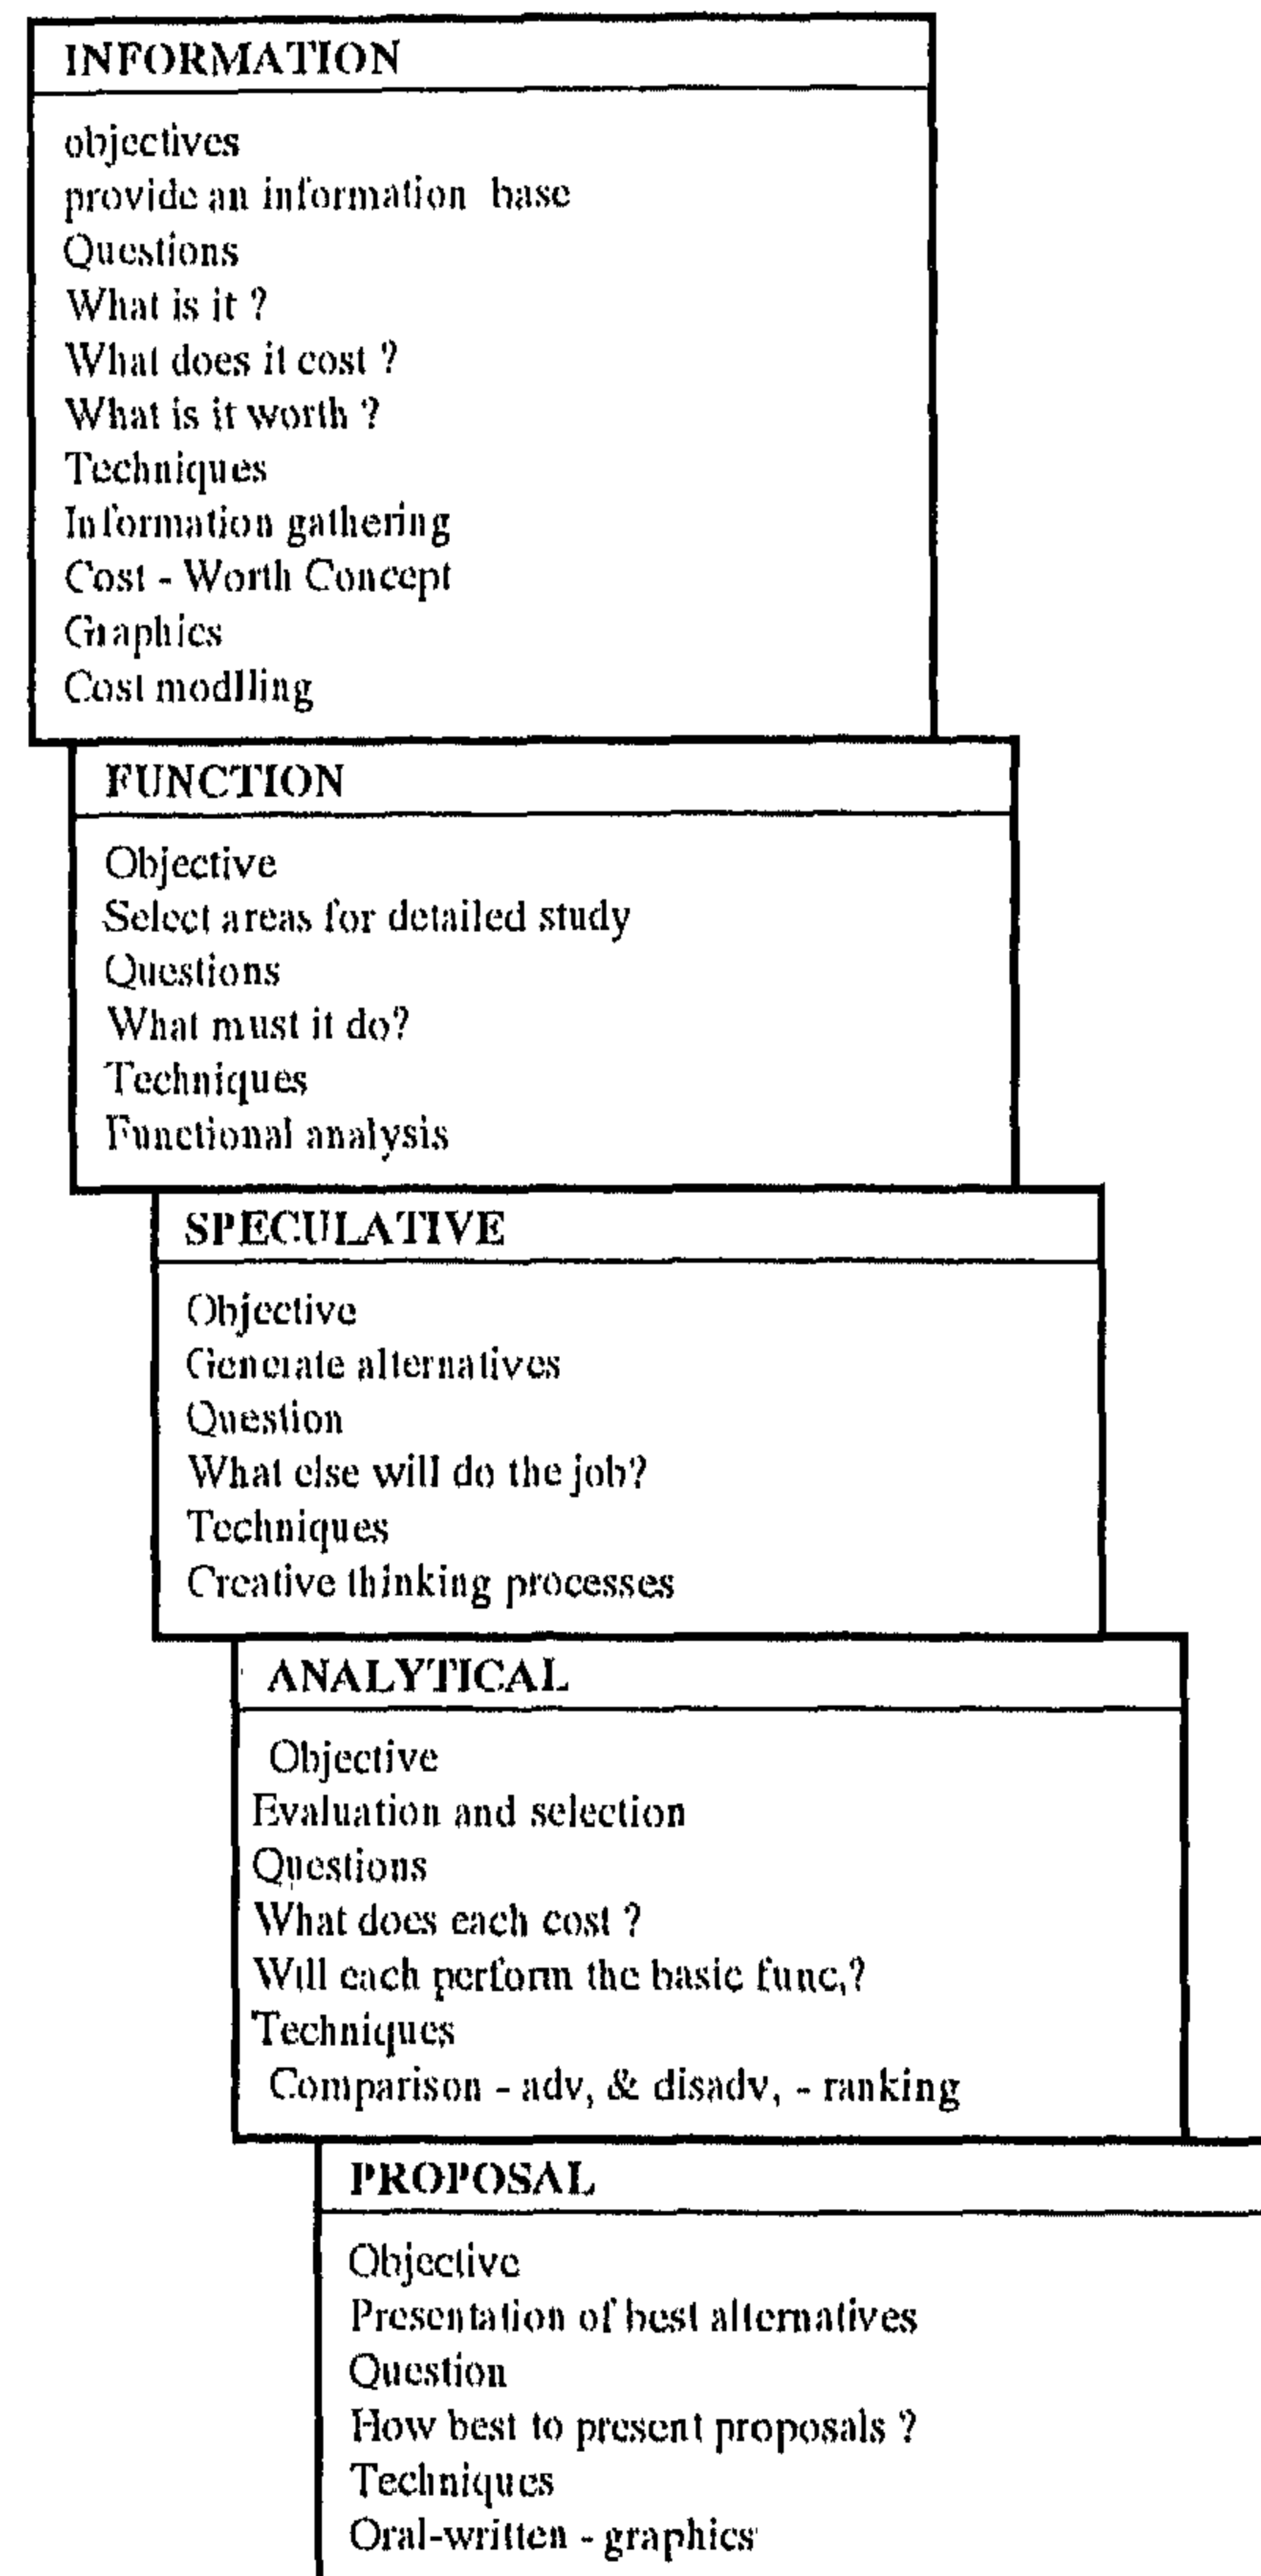 INFORMATION
objectives
provide an information base
Questions
What is it ?
What does it cost ?
What is it worth ?
Techniques
Information gathering
Cost - Worth Concept
Graphics
Cost modlling
FUNCTION
Objective
Select areas for detailed study
Questions
What must it do?
Techniques
Functional analysis
SPECULATIVE
Objective
Generate alternatives
Question
What else will do the job?
Techniques
Creative thinking processes
ANALYTICAL
Objective
Evaluation and selection
Questions
What does each cost ?
Will each perform the basic func,?
Techniques
Comparison - adv, & disadv, - ranking
PROPOSAL
Objective
Presentation of best alternatives
Question
How best to present proposals ?
Techniques
Oral-written - graphics